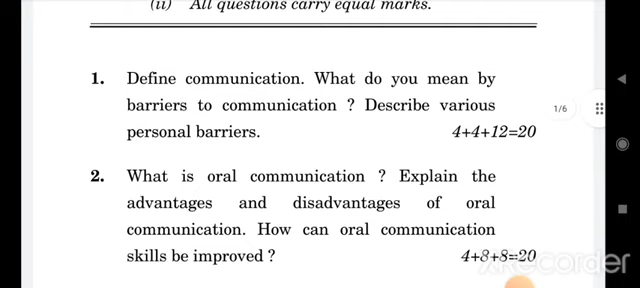 (ii) All questions carry equal marks.
1. Define communication. What do you mean by
barriers to communication ? Describe various
personal barriers. 4+4+12=20
1/6
2. What is oral communication ? Explain the
advantages and disadvantages of oral
communication. How can oral communication
skills be improved ? 4+8+8=20
XRecorder